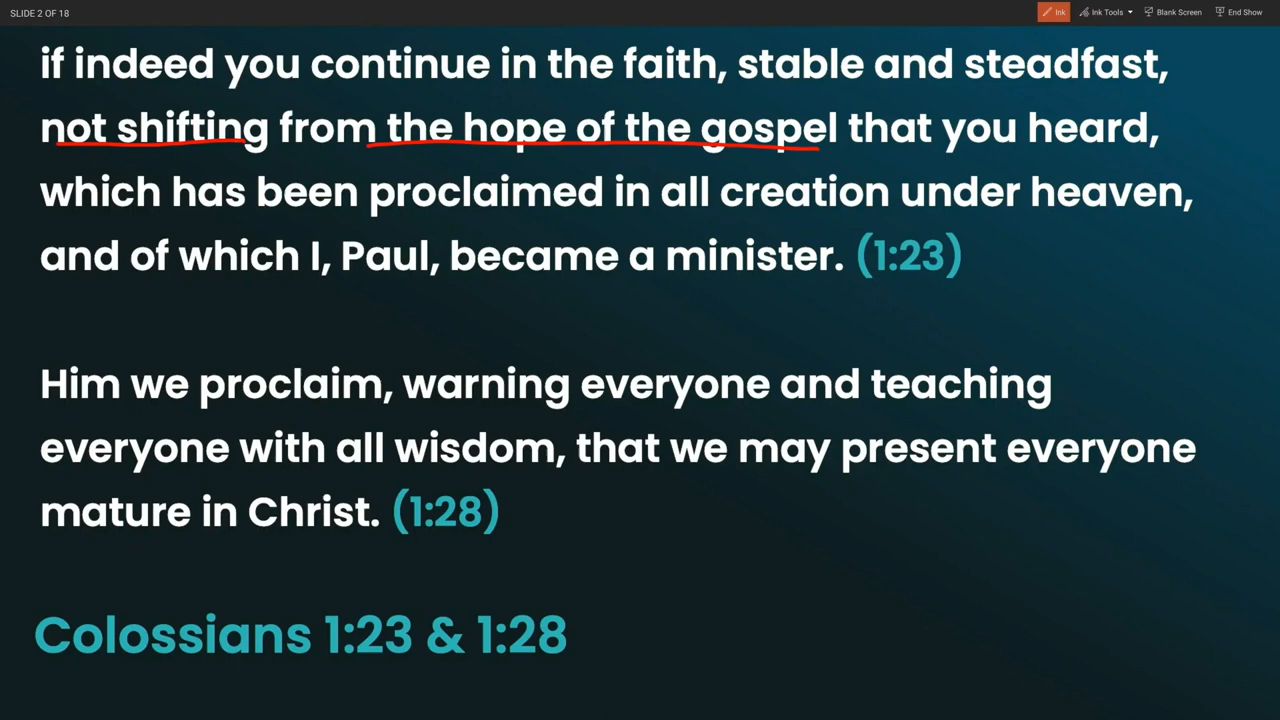 SLIDE 2 OF 18
Ink Ink Tools Blank Screen End Show
if indeed you continue in the faith, stable and steadfast,
not shifting from the hope of the gospel that you heard,
which has been proclaimed in all creation under heaven,
and of which I, Paul, became a minister. (1:23)
Him we proclaim, warning everyone and teaching
everyone with all wisdom, that we may present everyone
mature in Christ. (1:28)
Colossians 1:23 & 1:28